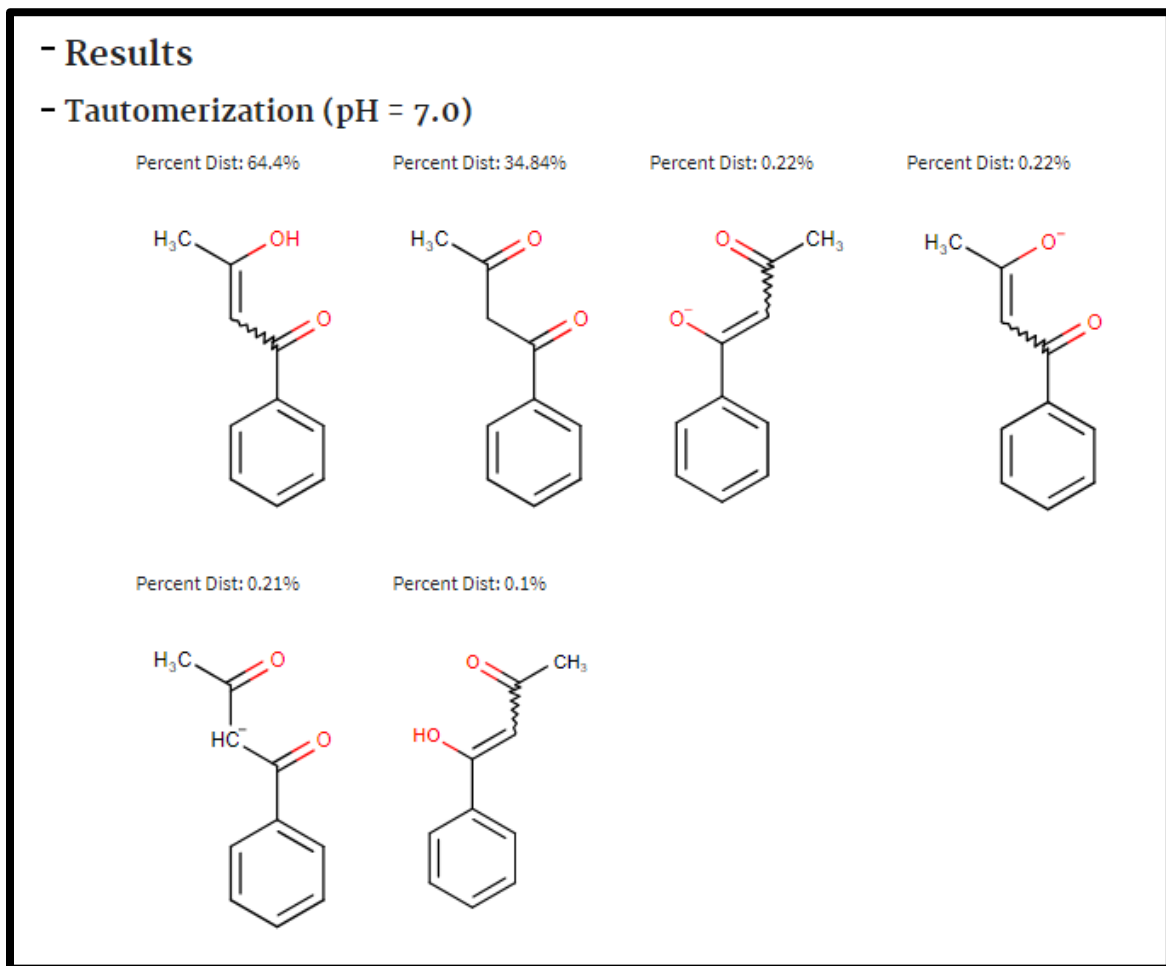 - Results
- Tautomerization (pH = 7.0)
Percent Dist: 64.4% Percent Dist: 34.84% Percent Dist: 0.22% Percent Dist: 0.22%
H₃C OH H₃C O O CH₃ H₃C O⁻
O O O⁻ O
Percent Dist: 0.21% Percent Dist: 0.1%
H₃C O O CH₃
HC⁻ O HO